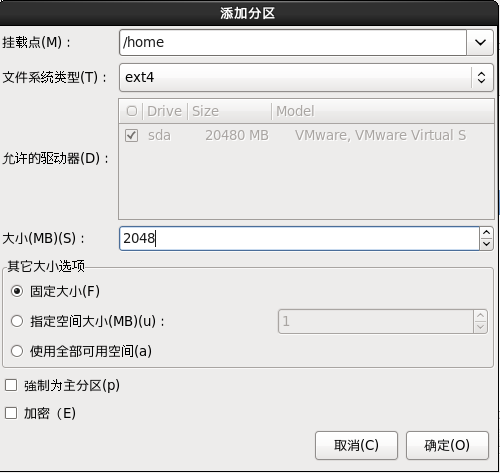 添加分区
挂载点(M)：
/home
文件系统类型(T)：
ext4
允许的驱动器(D)：
Drive Size Model
sda 20480 MB VMware, VMware Virtual S
大小(MB)(S)：
2048
其它大小选项
固定大小(F)
指定空间大小(MB)(u)：
1
使用全部可用空间(a)
強制为主分区(p)
加密（E)
取消(C)
确定(O)